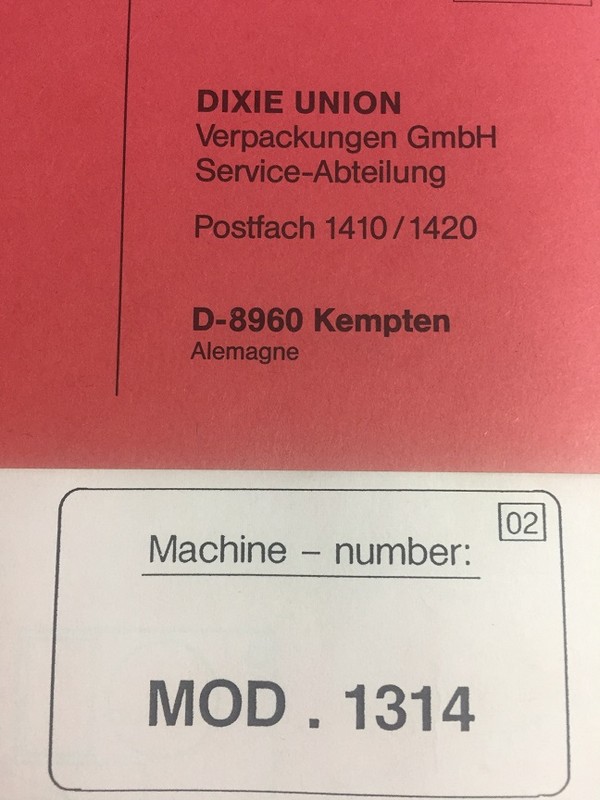 DIXIE UNION
Verpackungen GmbH
Service-Abteilung
Postfach 1410/1420
D-8960 Kempten
Alemagne
02
Machine – number:
MOD . 1314